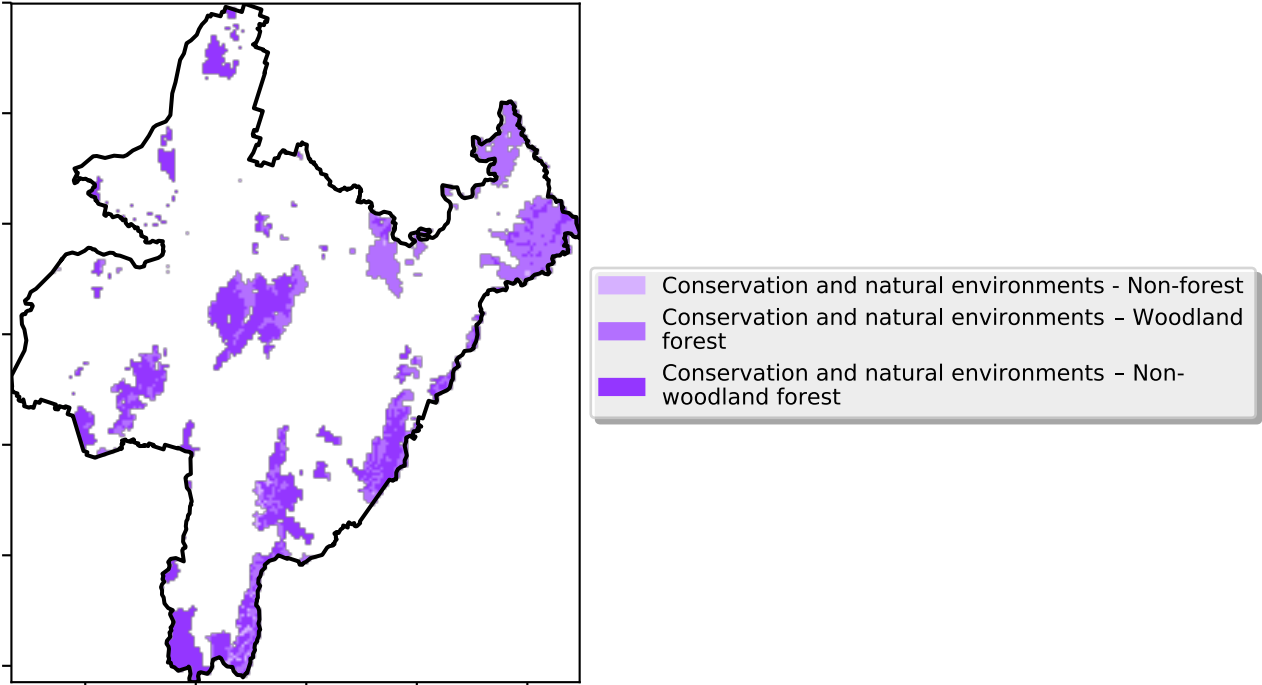 Conservation and natural environments - Non-forest
Conservation and natural environments – Woodland
forest
Conservation and natural environments – Non-
woodland forest